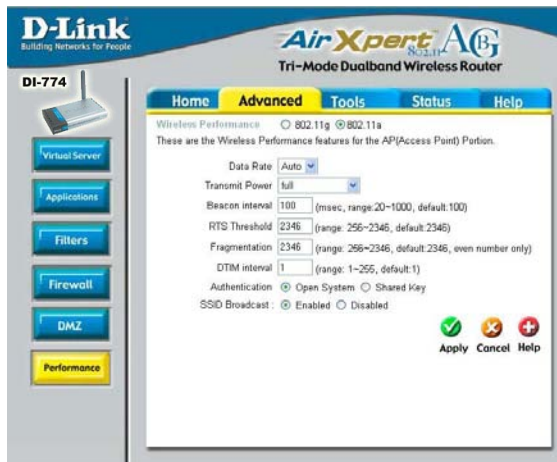 D-Link
Building Networks for People
Air Xpert 802.11 ABG
Tri-Mode Dualband Wireless Router
DI-774
Home Advanced Tools Status Help
Virtual Server
Applications
Filters
Firewall
DMZ
Performance
Wireless Performance 802.11g 802.11a
These are the Wireless Performance features for the AP(Access Point) Portion.
Data Rate Auto
Transmit Power full
Beacon interval 100 (msec, range:20~1000, default:100)
RTS Threshold 2346 (range: 256~2346, default:2346)
Fragmentation 2346 (range: 256~2346, default:2346, even number only)
DTIM interval 1 (range: 1~255, default:1)
Authentication Open System Shared Key
SSID Broadcast : Enabled Disabled
Apply Cancel Help